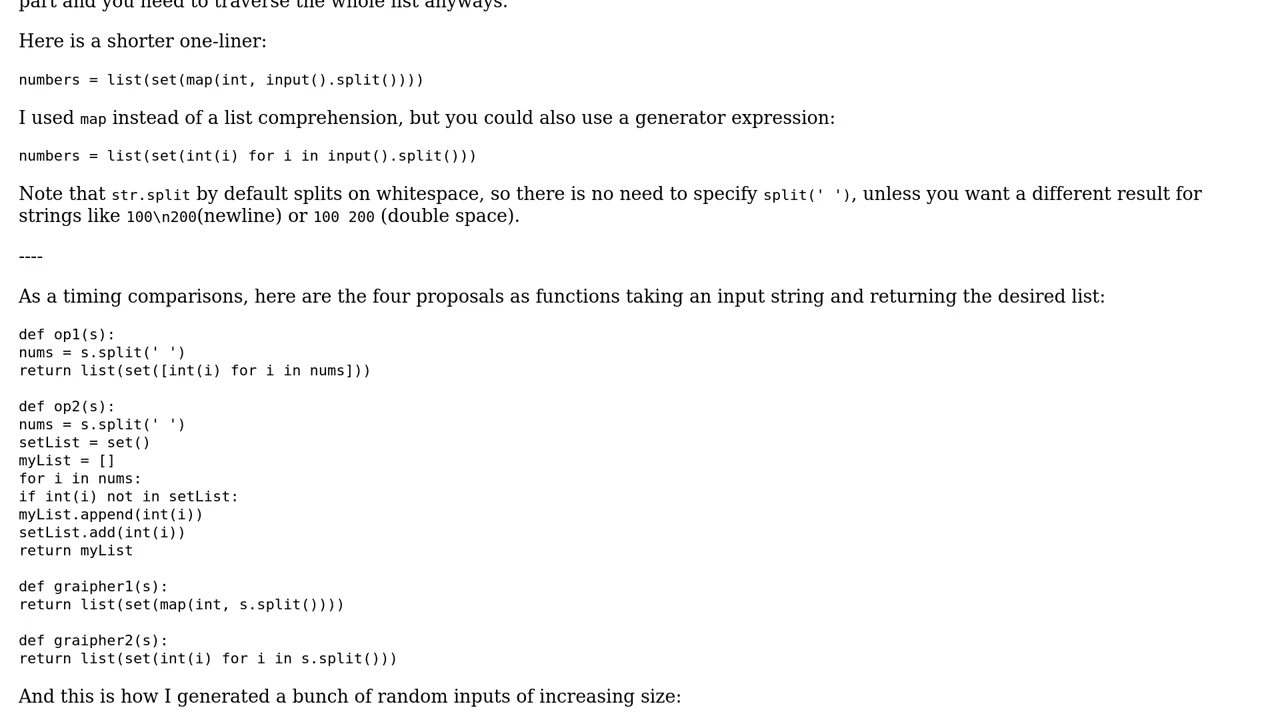 part and you need to traverse the whole list anyways.
Here is a shorter one-liner:
numbers = list(set(map(int, input().split())))
I used map instead of a list comprehension, but you could also use a generator expression:
numbers = list(set(int(i) for i in input().split()))
Note that str.split by default splits on whitespace, so there is no need to specify split(' '), unless you want a different result for
strings like 100\n200(newline) or 100 200 (double space).
----
As a timing comparisons, here are the four proposals as functions taking an input string and returning the desired list:
def op1(s):
nums = s.split(' ')
return list(set([int(i) for i in nums]))
def op2(s):
nums = s.split(' ')
setList = set()
myList = []
for i in nums:
if int(i) not in setList:
myList.append(int(i))
setList.add(int(i))
return myList
def graipher1(s):
return list(set(map(int, s.split())))
def graipher2(s):
return list(set(int(i) for i in s.split()))
And this is how I generated a bunch of random inputs of increasing size: